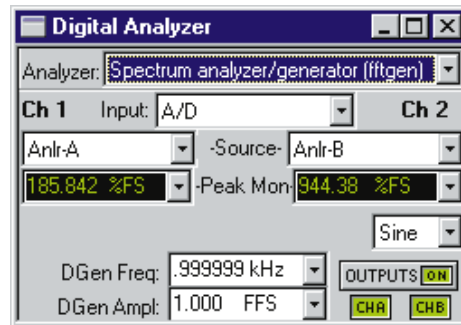 Digital Analyzer
Analyzer: Spectrum analyzer/generator (fftgen)
Ch 1 Input: A/D Ch 2
Anlr-A -Source- Anlr-B
185.842 %FS -Peak Mon- 944.38 %FS
Sine
DGen Freq: .999999 kHz OUTPUTS ON
DGen Ampl: 1.000 FFS CHA CHB